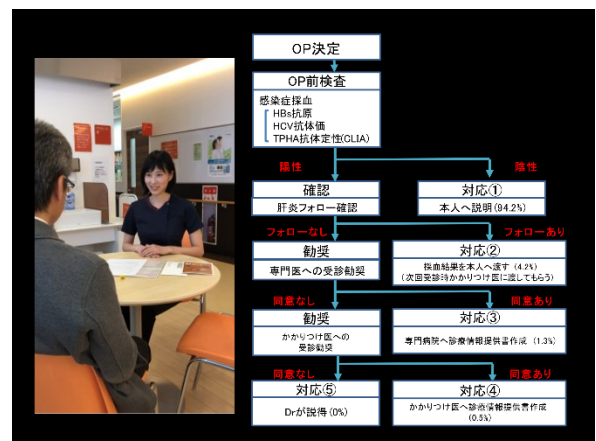 OP決定
OP前検査
感染症採血
HBs抗原
HCV抗体価
TPHA抗体定性(CLIA)
陽性
陰性
確認
肝炎フォロー確認
対応①
本人へ説明(94.2%)
フォローなし
フォローあり
勧奨
専門医への受診勧奨
対応②
採血結果を本人へ渡す (4.2%)
(次回受診時かかりつけ医に渡してもらう)
同意なし
同意あり
勧奨
かかりつけ医への
受診勧奨
対応③
専門病院へ診療情報提供書作成 (1.3%)
同意なし
同意あり
対応⑤
Drが説得(0%)
対応④
かかりつけ医へ診療情報提供書作成
(0.5%)